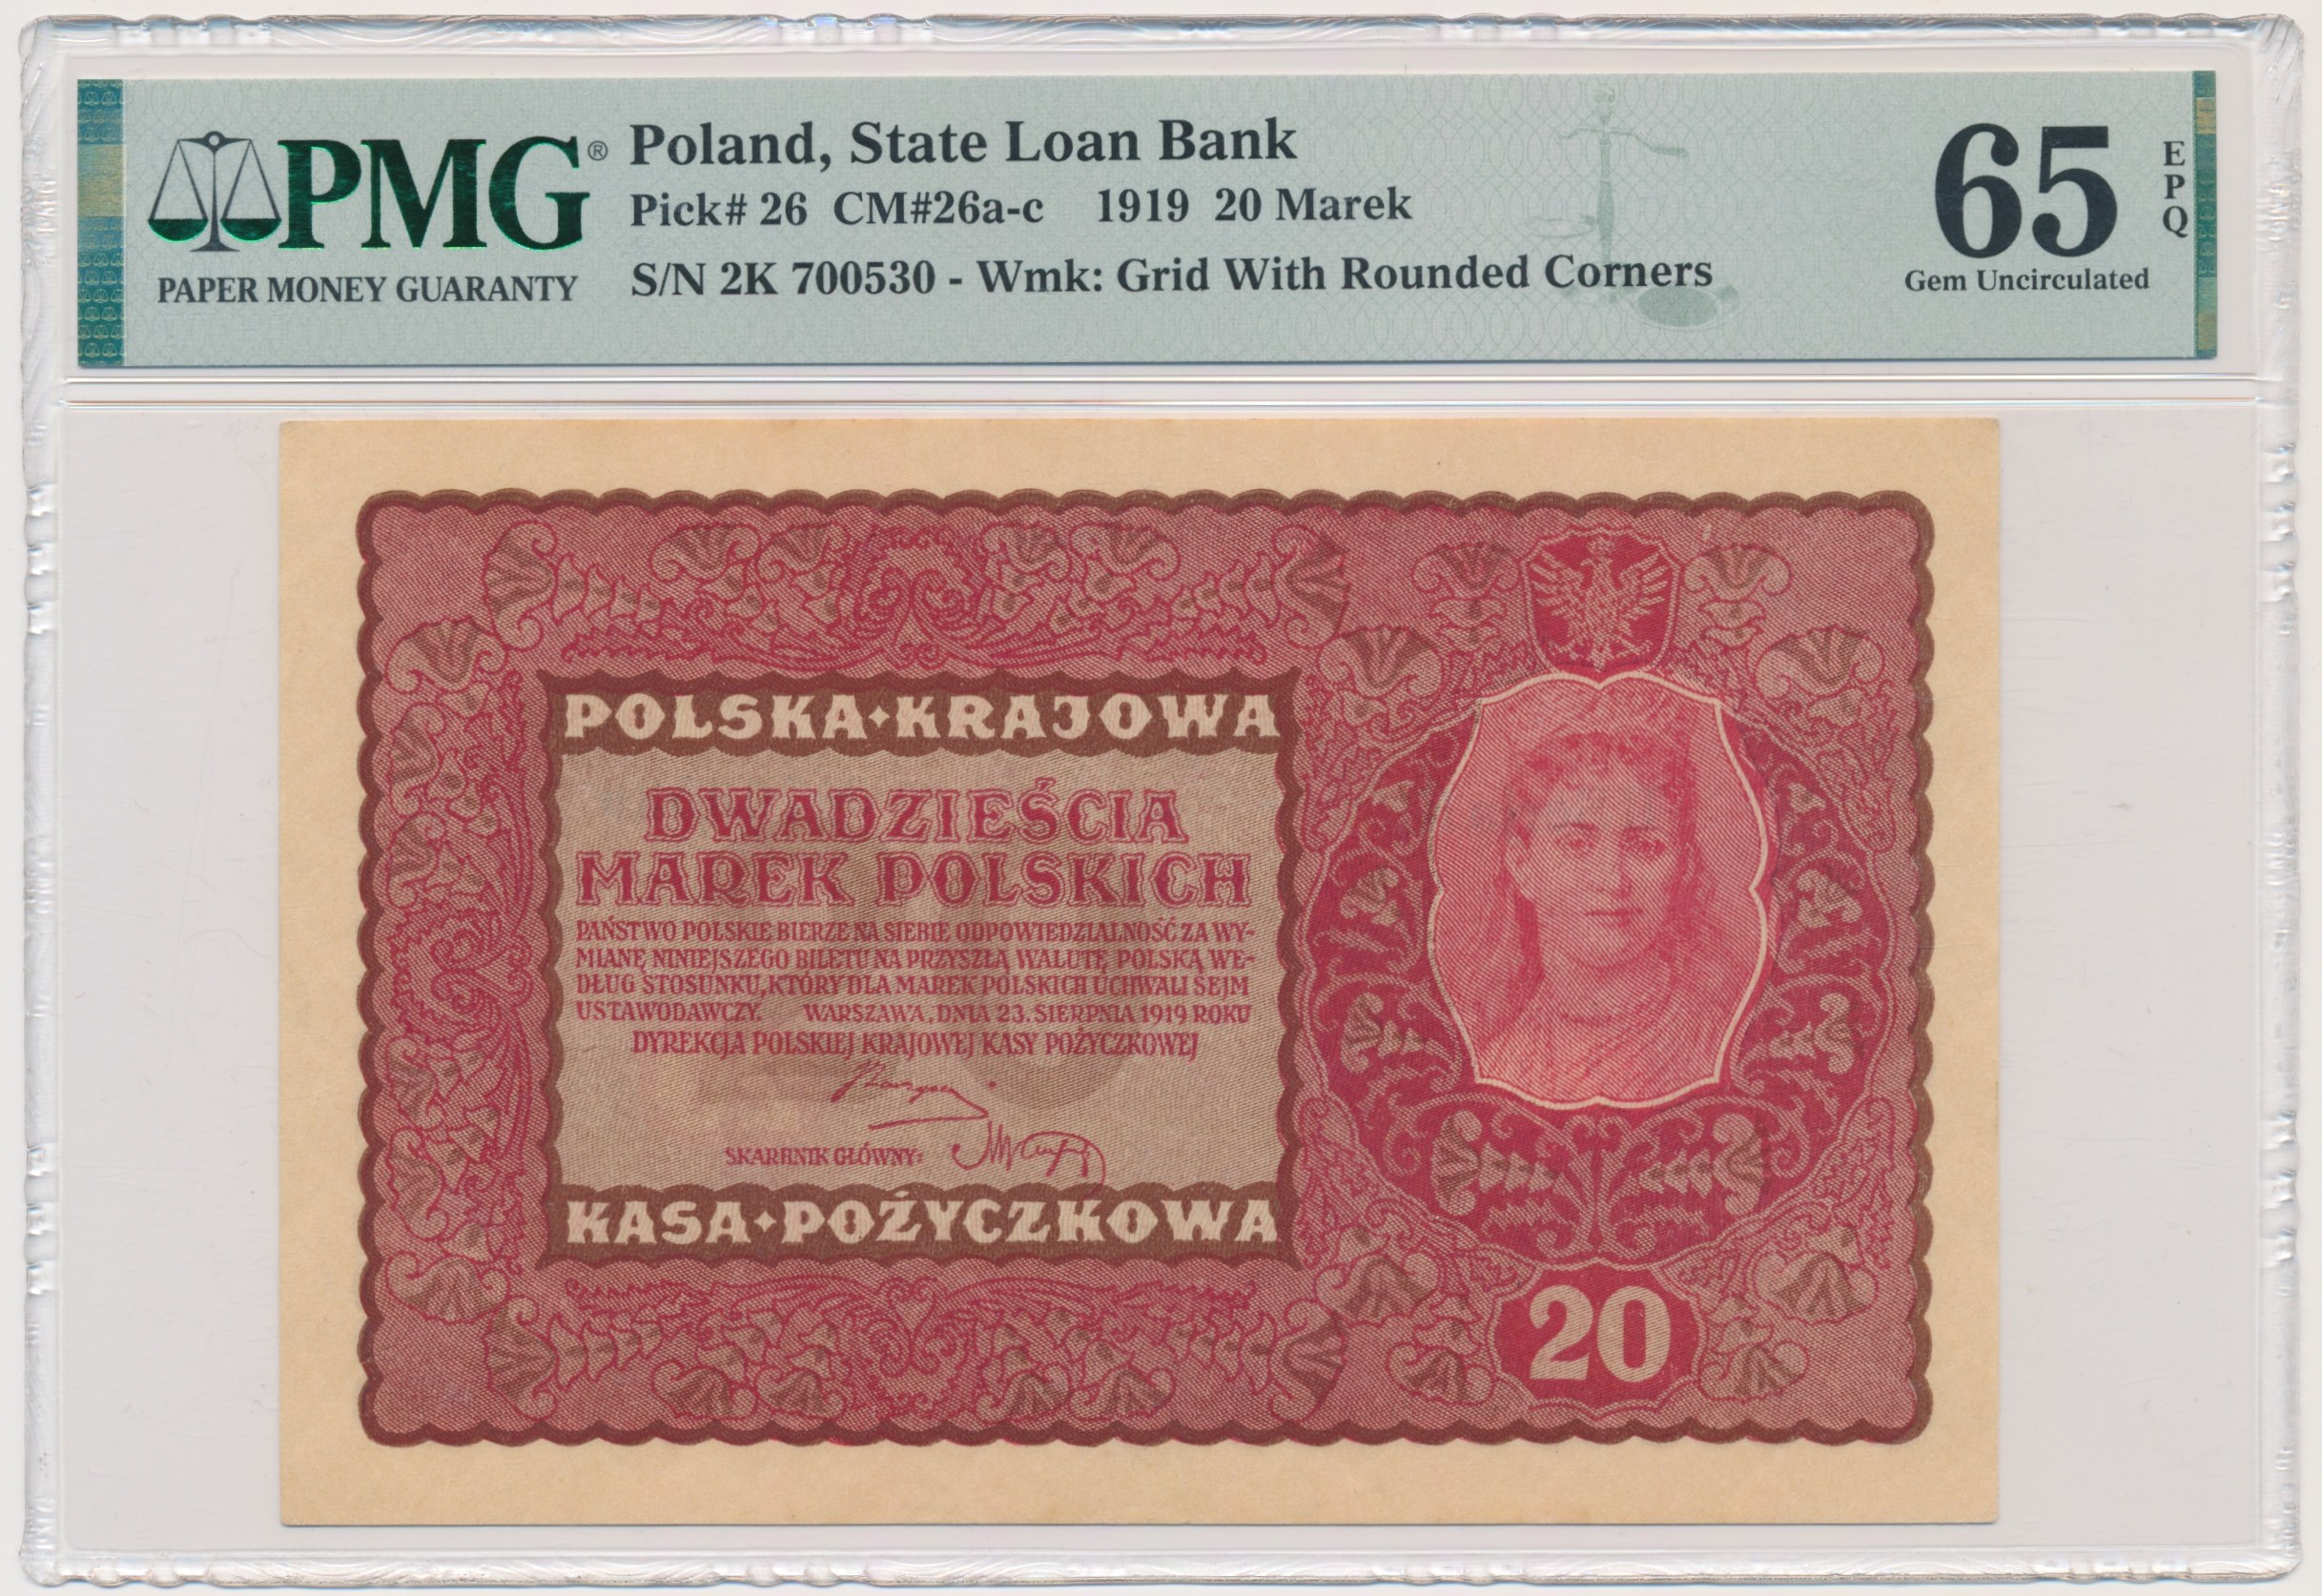 PMG®
PAPER MONEY GUARANTY
Poland, State Loan Bank
Pick# 26 CM#26a-c 1919 20 Marek
S/N 2K 700530 - Wmk: Grid With Rounded Corners
65
EPQ
Gem Uncirculated
POLSKA KRAJOWA
DWADZIEŚCIA
MAREK POLSKICH
PAŃSTWO POLSKIE BIERZE NA SIEBIE ODPOWIEDZIALNOŚĆ ZA WY-
MIANĘ NINIEJSZEGO BILETU NA PRZYSZŁĄ WALUTĘ POLSKĄ WE-
DŁUG STOSUNKU, KTÓRY DLA MAREK POLSKICH UCHWALI SEJM
USTAWODAWCZY. WARSZAWA, DNIA 23. SIERPNIA 1919 ROKU
DYREKCJA POLSKIEJ KRAJOWEJ KASY POŻYCZKOWEJ
SKARBNIK GŁÓWNY:
KASA POŻYCZKOWA
20